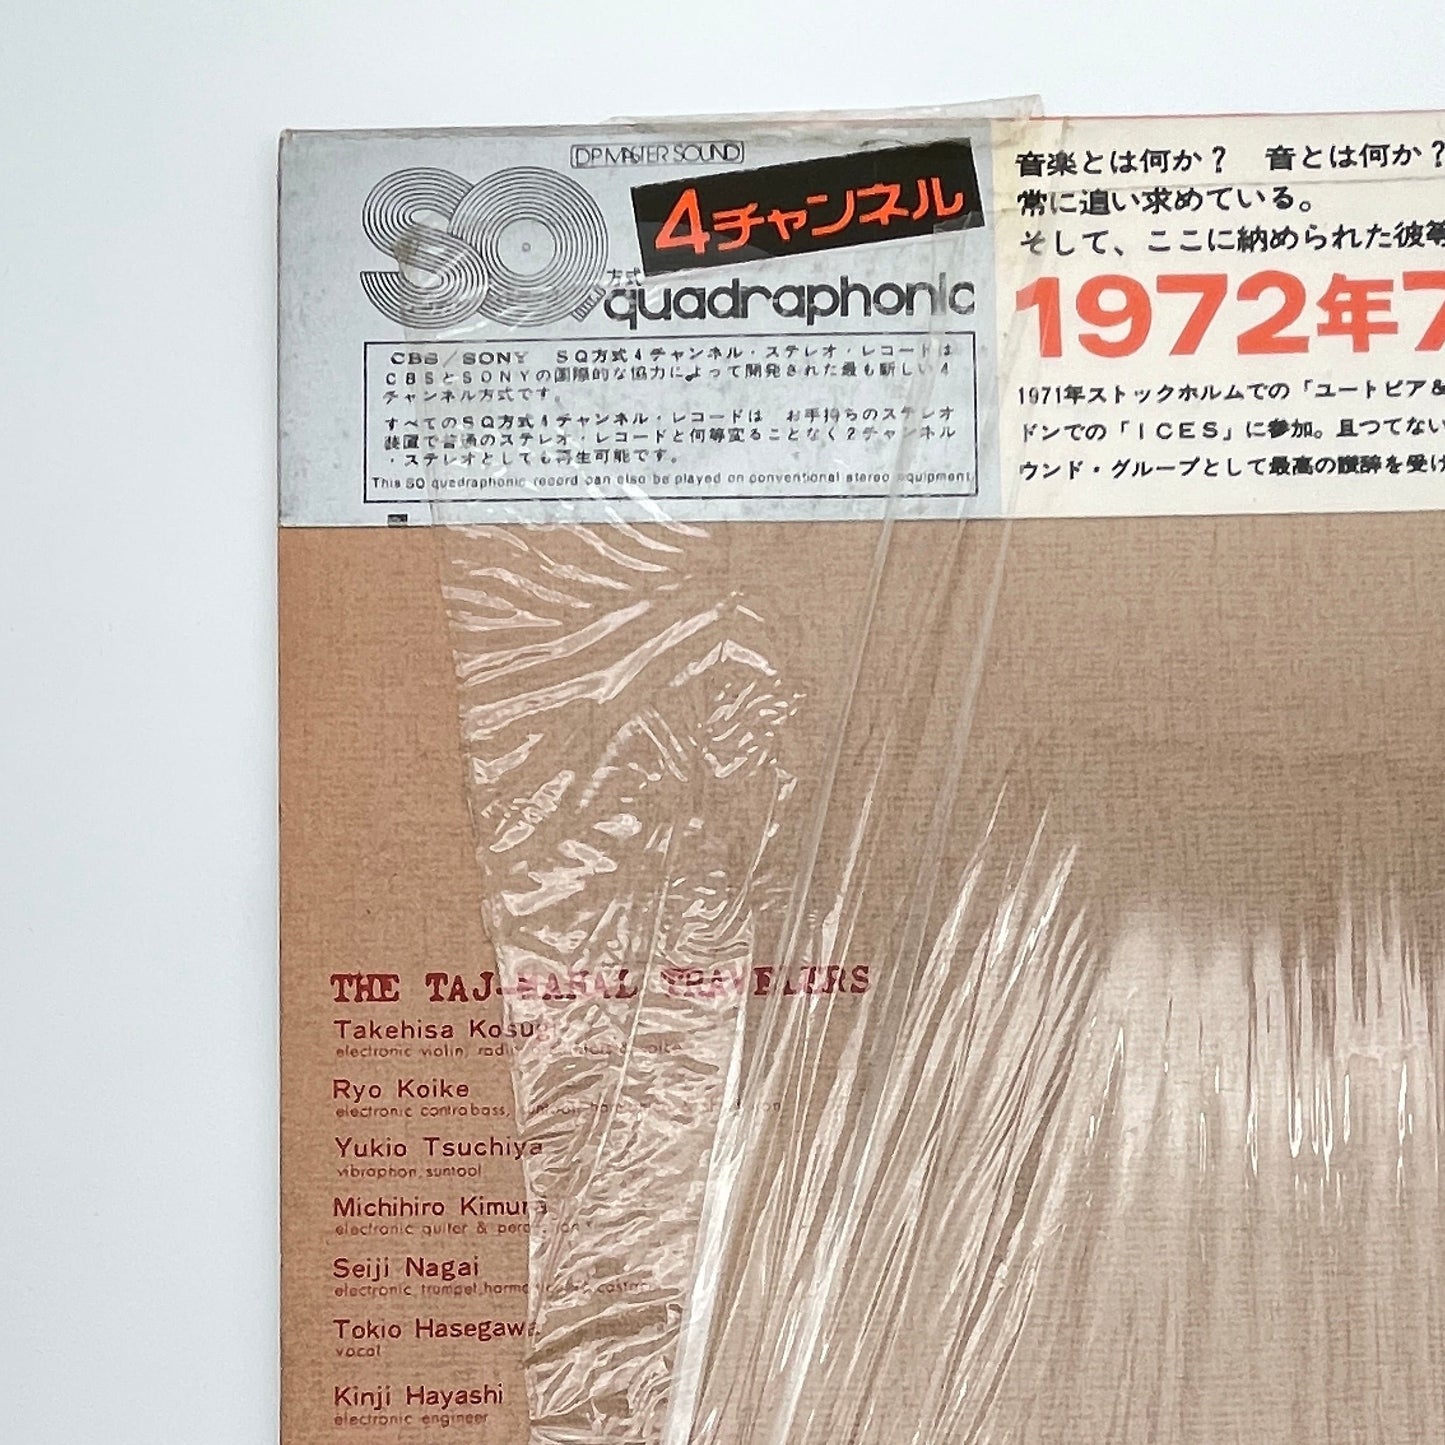 DP MASTER SOUND
SQ
4チャンネル
方式
quadraphonic
CBS/SONY SQ方式4チャンネル・ステレオ・レコードは
CBSとSONYの国際的な協力によって開発された最も新しい4
チャンネル方式です。
すべてのSQ方式4チャンネル・レコードは お手持ちのステレオ
装置で普通のステレオ・レコードと何等変ることなく2チャンネル
・ステレオとしても再生可能です。
This SQ quadraphonic record can also be played on conventional stereo equipment
音楽とは何か? 音とは何か?
常に追い求めている。
そして、ここに納められた彼等
1972年7
1971年ストックホルムでの「ユートピア&
ドンでの「ICES」に参加。且つてない
ウンド・グループとして最高の讃辞を受け
THE TAJ-MAHAL TRAVELERS
Takehisa Kosugi
electronic violin,
Ryo Koike
electronic contrabass,
Yukio Tsuchiya
vibraphon, suntool
Michihiro Kimura
electronic guiter &
Seiji Nagai
electronic trumpet,
Tokio Hasegawa
vocal
Kinji Hayashi
electronic engineer